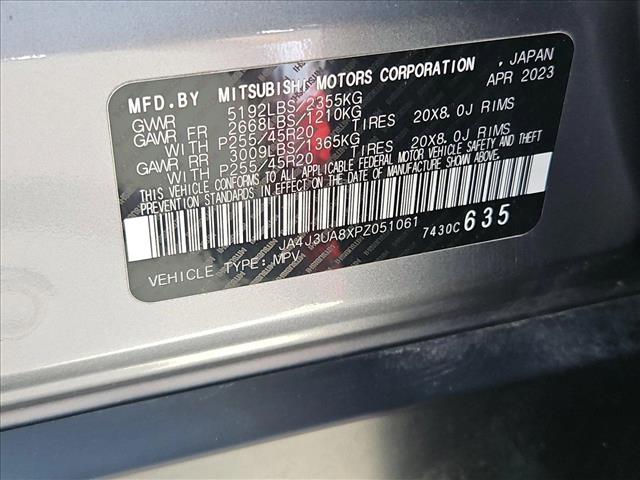 MFD.BY MITSUBISHI MOTORS CORPORATION , JAPAN
GVWR 5192LBS/2355KG APR 2023
GAWR FR 2668LBS/1210KG
WITH P255/45R20 TIRES 20X8.0J RIMS
GAWR RR 3009LBS/1365KG
WITH P255/45R20 TIRES 20X8.0J RIMS
THIS VEHICLE CONFORMS TO ALL APPLICABLE FEDERAL MOTOR VEHICLE SAFETY AND THEFT
PREVENTION STANDARDS IN EFFECT ON THE DATE OF MANUFACTURE SHOWN ABOVE.
JA4J3UA8XPZ051061 7430C 635
VEHICLE TYPE:MPV